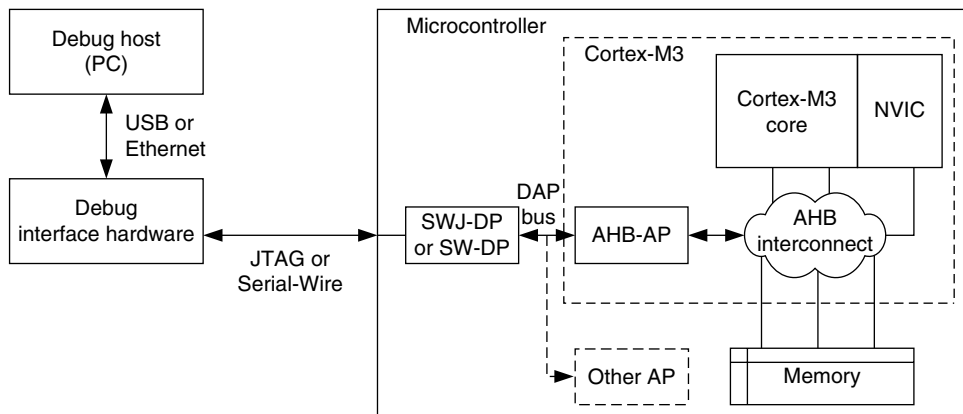 Debug host
(PC)
USB or
Ethernet
Debug
interface hardware
JTAG or
Serial-Wire
Microcontroller
SWJ-DP
or SW-DP
DAP
bus
Cortex-M3
AHB-AP
Cortex-M3
core
NVIC
AHB
interconnect
Other AP
Memory